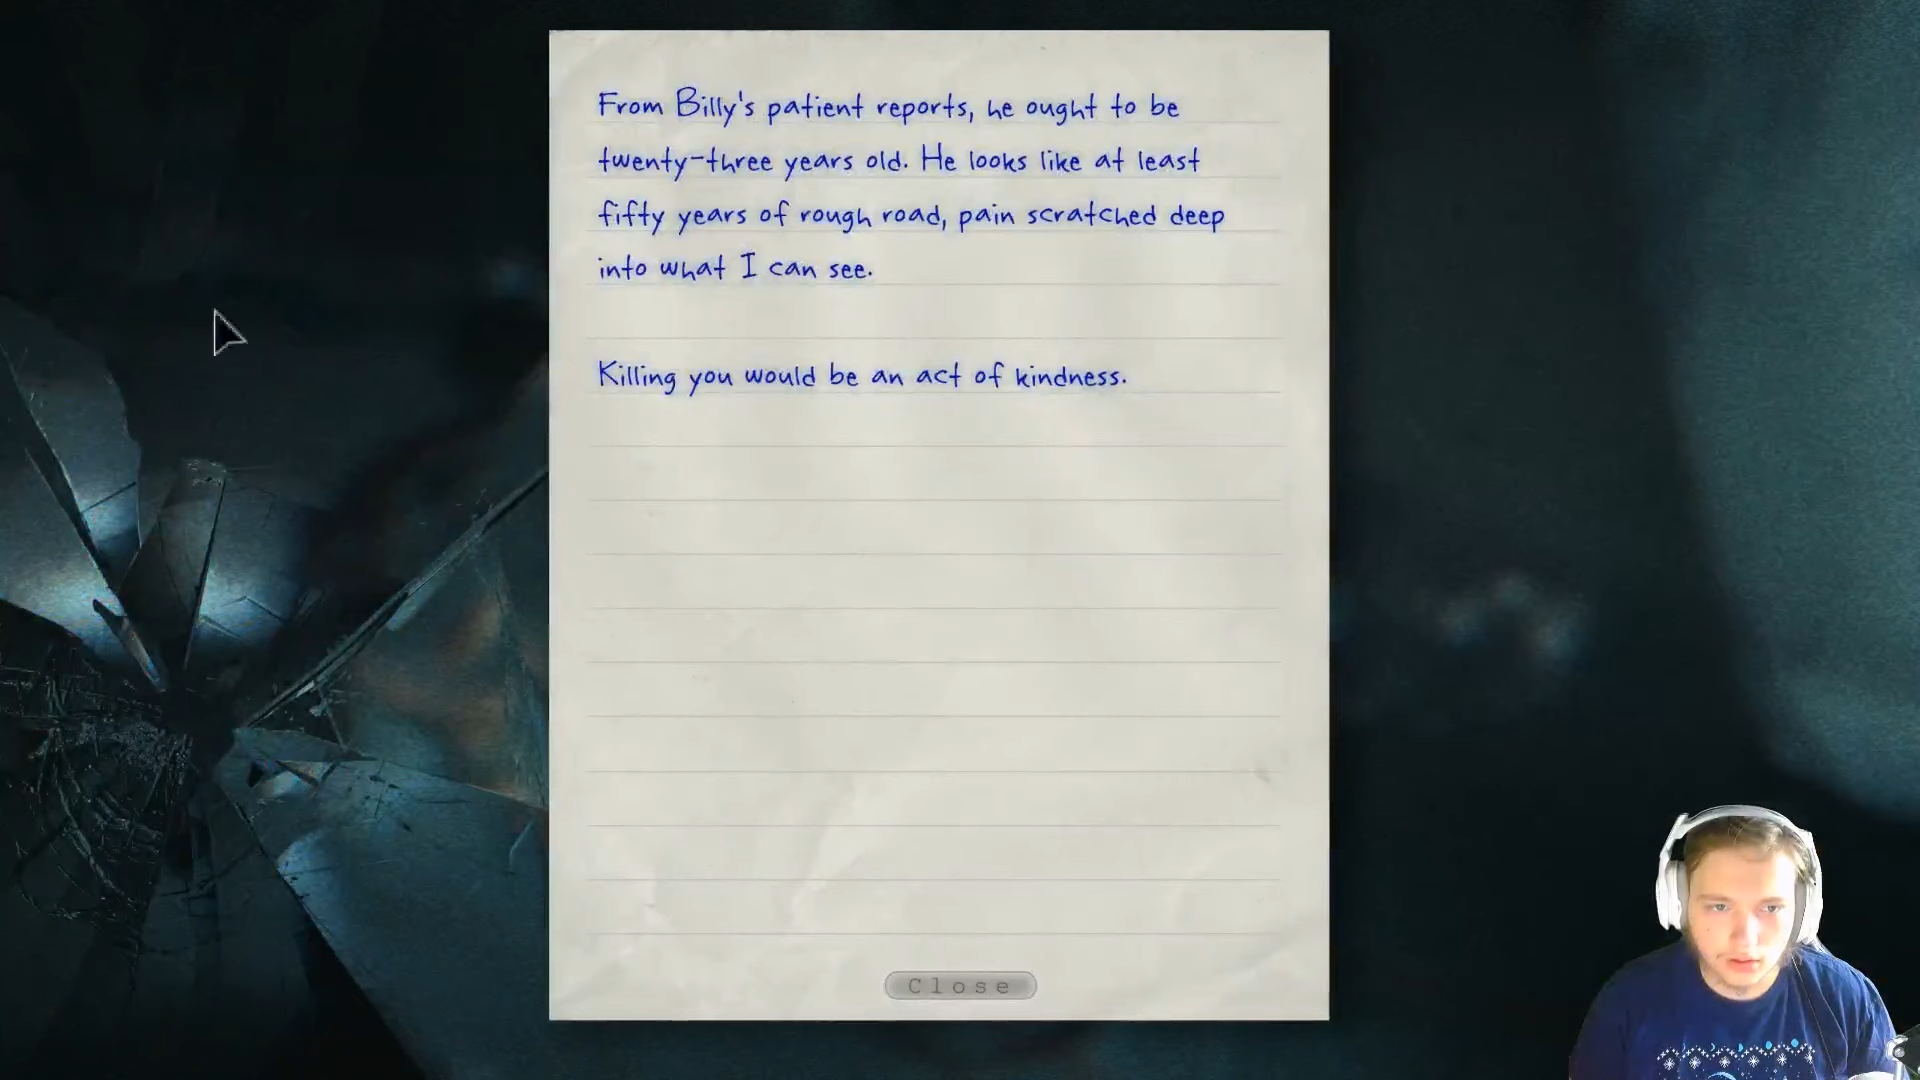 From Billy's patient reports, he ought to be
twenty-three years old. He looks like at least
fifty years of rough road, pain scratched deep
into what I can see.
Killing you would be an act of kindness.
Close